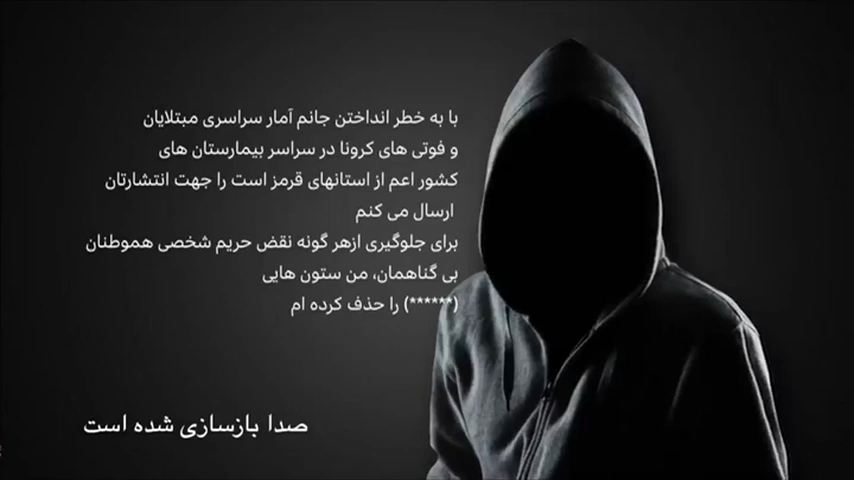 با به خطر انداختن جانم آمار سراسری مبتلایان
و فوتی های کرونا در سراسر بیمارستان های
کشور اعم از استانهای قرمز است را جهت انتشارتان
ارسال می کنم
برای جلوگیری ازهر گونه نقض حریم شخصی هموطنان
بی گناهمان، من ستون هایی
(******) را حذف کرده ام
صدا بازسازی شده است